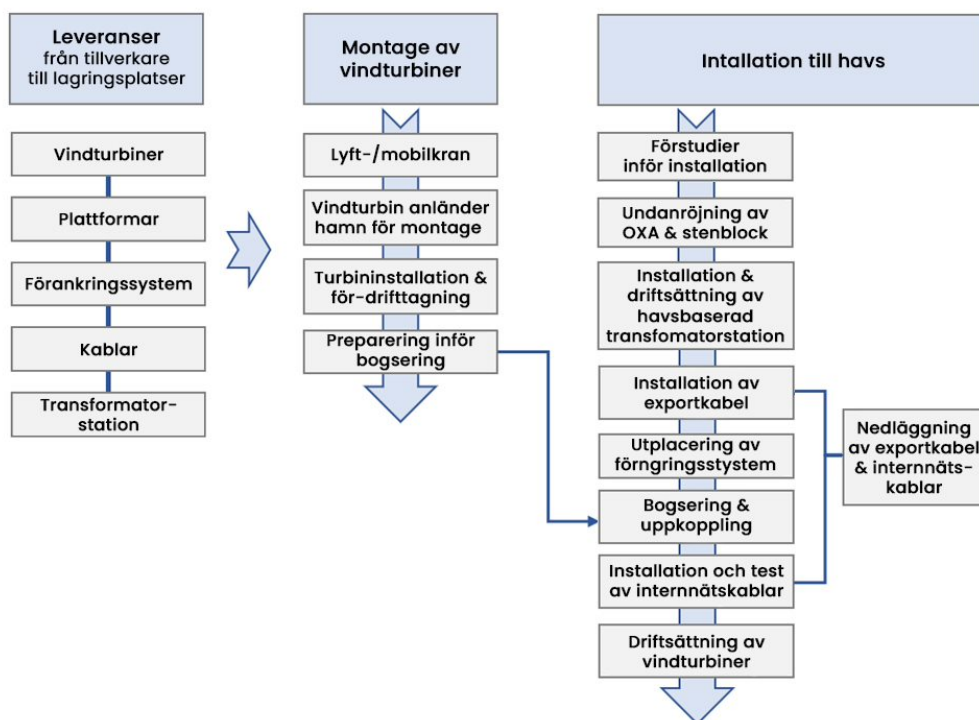 Leveranser
från tillverkare
till lagringsplatser
Vindturbiner
Plattformar
Förankringssystem
Kablar
Transformator-
station
Montage av
vindturbiner
Lyft-/mobilkran
Vindturbin anländer
hamn för montage
Turbininstallation &
för-drifttagning
Preparering inför
bogsering
Intallation till havs
Förstudier
inför installation
Undanröjning av
OXA & stenblock
Installation &
driftsättning av
havsbaserad
transfomatorstation
Installation av
exportkabel
Utplacering av
förngringsstystem
Bogsering &
uppkoppling
Installation och test
av internnätskablar
Driftsättning av
vindturbiner
Nedläggning
av exportkabel
& internnäts-
kablar